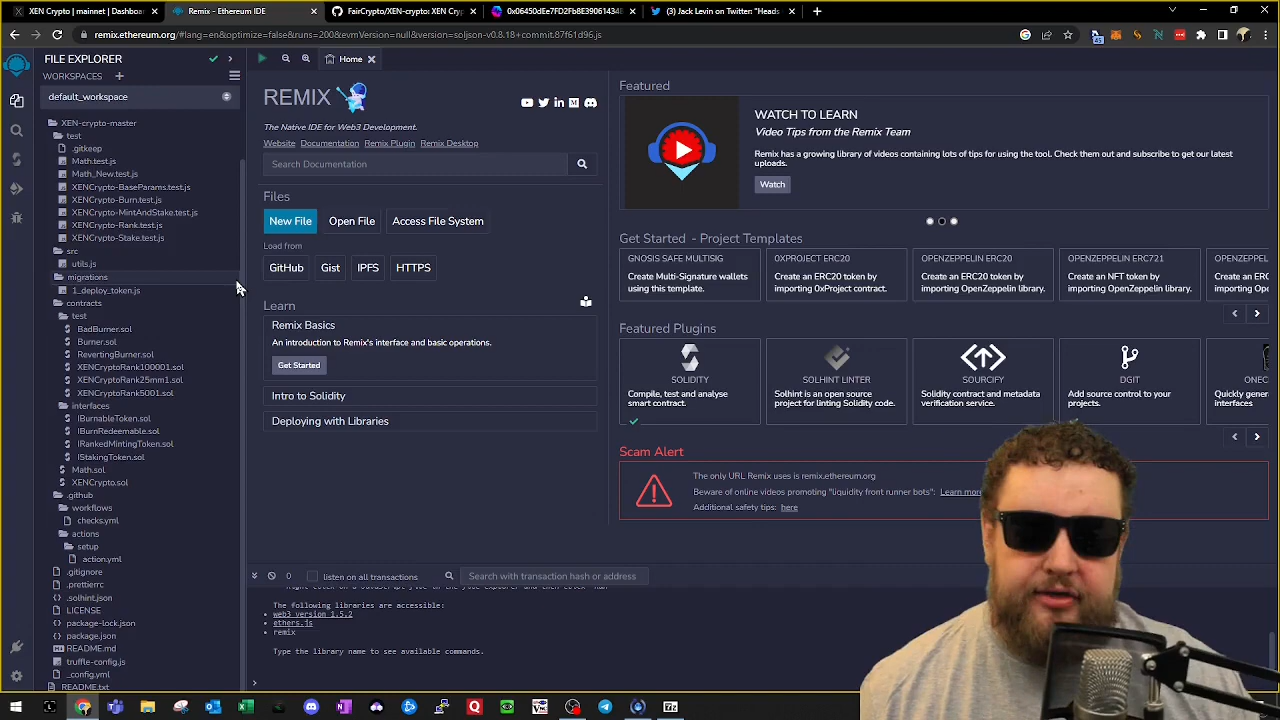 XEN Crypto | mainnet | Dashboar
Remix - Ethereum IDE
FairCrypto/XEN-crypto: XEN Cryp
0x06450dEe7FD2Fb8E39061434B
(3) Jack Levin on Twitter: "Heads
remix.ethereum.org/#lang=en&optimize=false&runs=200&evmVersion=null&version=soljson-v0.8.18+commit.87f61d96.js
FILE EXPLORER
WORKSPACES
default_workspace
XEN-crypto-master
test
.gitkeep
Math.test.js
Math_New.test.js
XENCrypto-BaseParams.test.js
XENCrypto-Burn.test.js
XENCrypto-MintAndStake.test.js
XENCrypto-Rank.test.js
XENCrypto-Stake.test.js
src
utils.js
migrations
1_deploy_token.js
contracts
test
BadBurner.sol
Burner.sol
RevertingBurner.sol
XENCryptoRank100001.sol
XENCryptoRank25mm1.sol
XENCryptoRank5001.sol
interfaces
IBurnableToken.sol
IBurnRedeemable.sol
IRankedMintingToken.sol
IStakingToken.sol
Math.sol
XENCrypto.sol
.github
workflows
checks.yml
actions
setup
action.yml
.gitignore
.prettierrc
.solhint.json
LICENSE
package-lock.json
package.json
README.md
truffle-config.js
_config.yml
README.txt
Home
REMIX
The Native IDE for Web3 Development.
Website Documentation Remix Plugin Remix Desktop
Search Documentation
Files
New File Open File Access File System
Load from
GitHub Gist IPFS HTTPS
Learn
Remix Basics
An introduction to Remix's interface and basic operations.
Get Started
Intro to Solidity
Deploying with Libraries
Featured
WATCH TO LEARN
Video Tips from the Remix Team
Remix has a growing library of videos containing lots of tips for using the tool. Check them out and subscribe to get our latest
uploads.
Watch
Get Started - Project Templates
GNOSIS SAFE MULTISIG
Create Multi-Signature wallets
using this template.
0XPROJECT ERC20
Create an ERC20 token by
importing 0xProject contract.
OPENZEPPELIN ERC20
Create an ERC20 token by
importing OpenZeppelin library.
OPENZEPPELIN ERC721
Create an NFT token by
importing OpenZeppelin library.
OPENZEPPEL
Create an ERC
importing Ope
Featured Plugins
SOLIDITY
Compile, test and analyse
smart contract.
SOLHINT LINTER
Solhint is an open source
project for linting Solidity code.
SOURCIFY
Solidity contract and metadata
verification service.
DGIT
Add source control to your
projects.
ONEC
Quickly gener
interfaces
Scam Alert
The only URL Remix uses is remix.ethereum.org
Beware of online videos promoting "liquidity front runner bots": Learn more
Additional safety tips: here
0
listen on all transactions
Search with transaction hash or address
The following libraries are accessible:
web3 version 1.5.2
ethers.js
remix
Type the library name to see available commands.
>